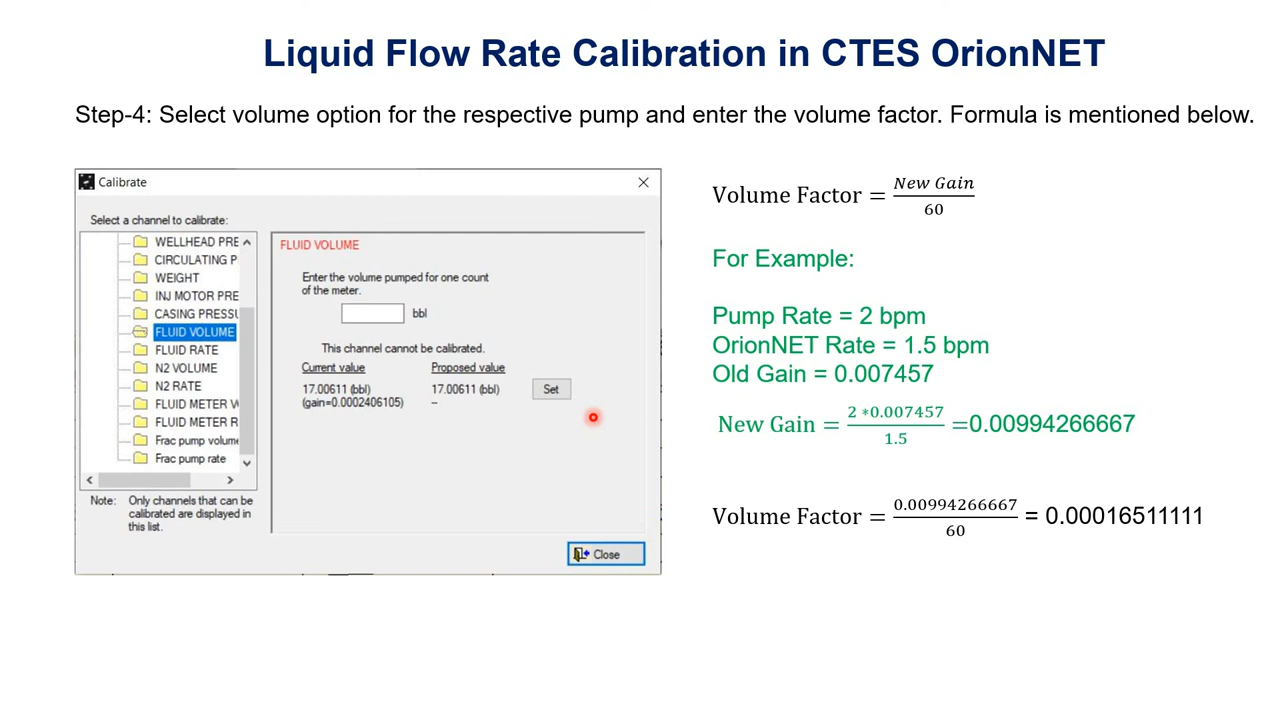 Liquid Flow Rate Calibration in CTES OrionNET
Step-4: Select volume option for the respective pump and enter the volume factor. Formula is mentioned below.
Calibrate
Select a channel to calibrate:
WELLHEAD PRE
CIRCULATING P
WEIGHT
INJ MOTOR PRE
CASING PRESSU
FLUID VOLUME
FLUID RATE
N2 VOLUME
N2 RATE
FLUID METER V
FLUID METER R
Frac pump volume
Frac pump rate
Note: Only channels that can be
calibrated are displayed in
this list.
FLUID VOLUME
Enter the volume pumped for one count
of the meter.
bbl
This channel cannot be calibrated.
Current value Proposed value
17.00611 (bbl) 17.00611 (bbl) Set
(gain=0.0002406105) --
Close
Volume Factor = New Gain / 60
For Example:
Pump Rate = 2 bpm
OrionNET Rate = 1.5 bpm
Old Gain = 0.007457
New Gain = 2 *0.007457 / 1.5 =0.00994266667
Volume Factor = 0.00994266667 / 60 = 0.00016511111